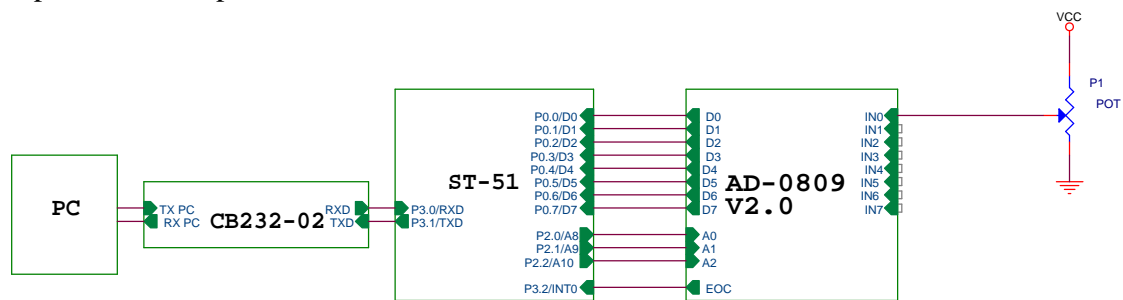 VCC
P1
POT
P0.0/D0
P0.1/D1
P0.2/D2
P0.3/D3
P0.4/D4
P0.5/D5
P0.6/D6
P0.7/D7
P2.0/A8
P2.1/A9
P2.2/A10
P3.2/INT0
ST-51
P3.0/RXD
P3.1/TXD
D0
D1
D2
D3
D4
D5
D6
D7
A0
A1
A2
EOC
AD-0809
V2.0
IN0
IN1
IN2
IN3
IN4
IN5
IN6
IN7
PC
TX PC
RX PC
CB232-02
RXD
TXD